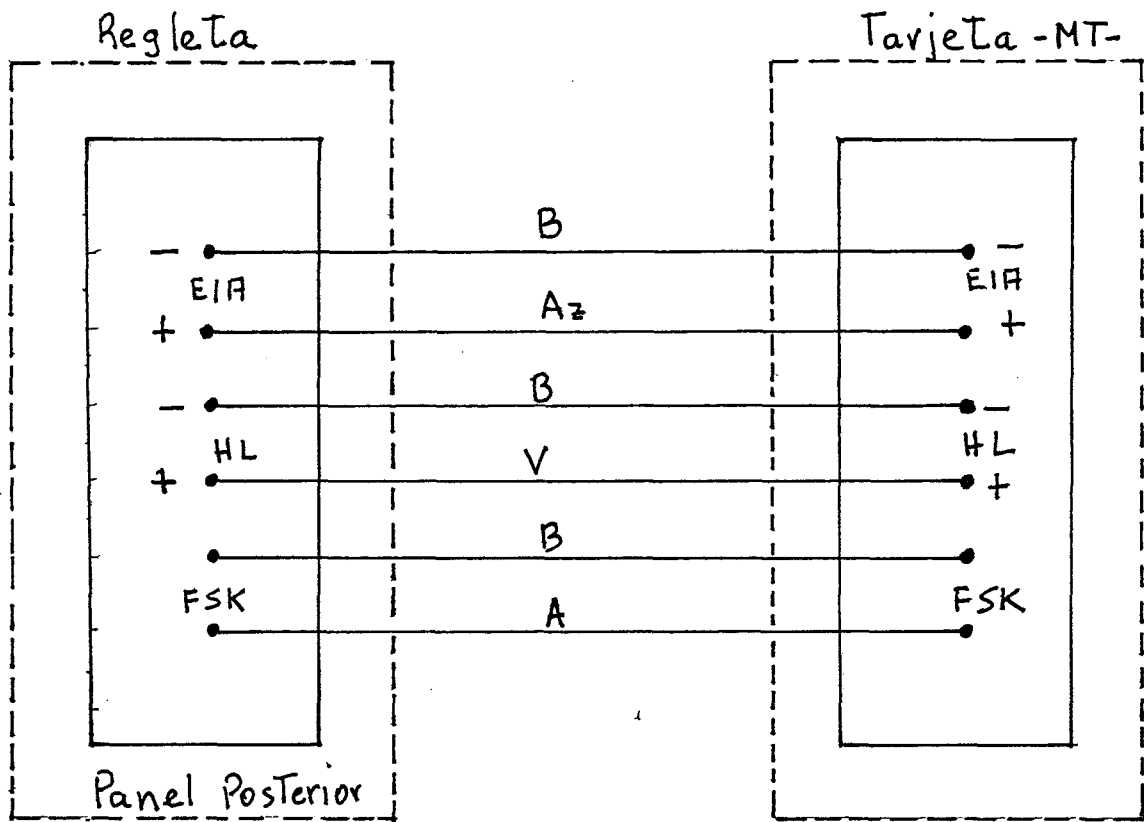 Regleta
Tarjeta -MT-
B
- -
EIA EIA
Az
+ +
B
- -
HL HL
V
+ +
B
FSK FSK
A
Panel Posterior